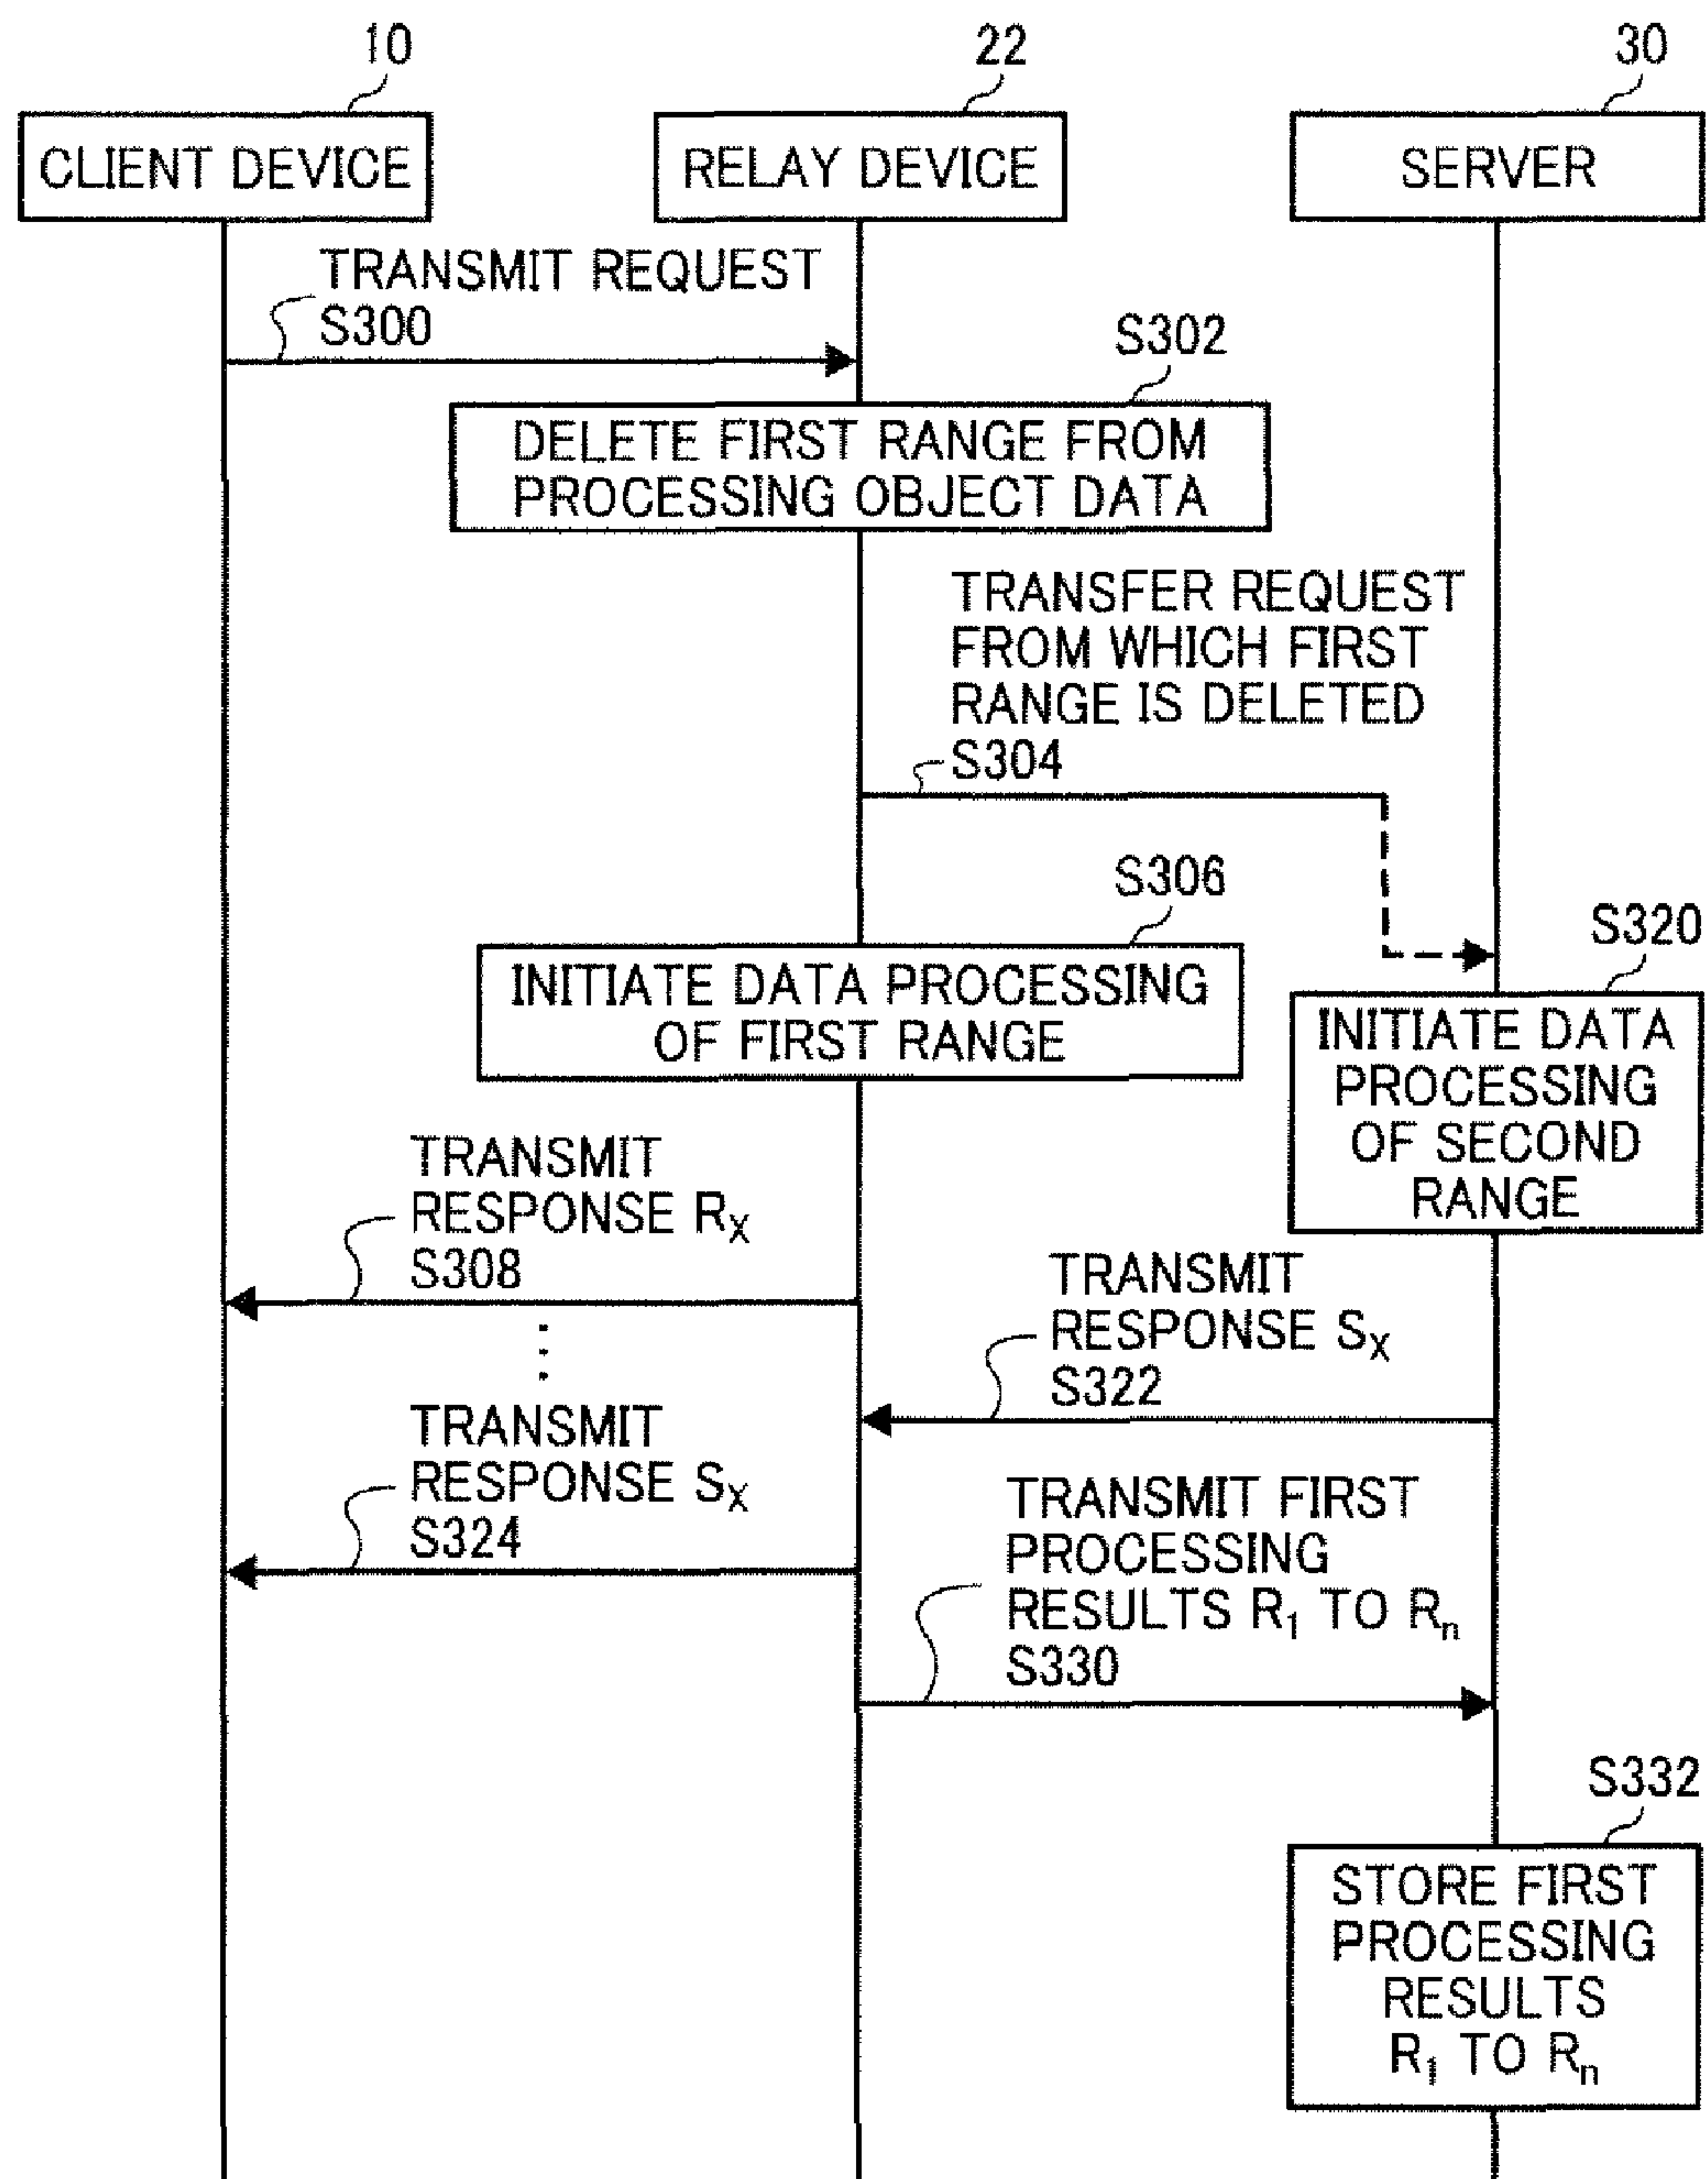 10
22
30
CLIENT DEVICE
RELAY DEVICE
SERVER
TRANSMIT REQUEST
S300
S302
DELETE FIRST RANGE FROM
PROCESSING OBJECT DATA
TRANSFER REQUEST
FROM WHICH FIRST
RANGE IS DELETED
S304
S306
INITIATE DATA PROCESSING
OF FIRST RANGE
S320
INITIATE DATA
PROCESSING
OF SECOND
RANGE
TRANSMIT
RESPONSE RX
S308
TRANSMIT
RESPONSE SX
S322
TRANSMIT
RESPONSE SX
S324
TRANSMIT FIRST
PROCESSING
RESULTS R1 TO Rn
S330
S332
STORE FIRST
PROCESSING
RESULTS
R1 TO Rn